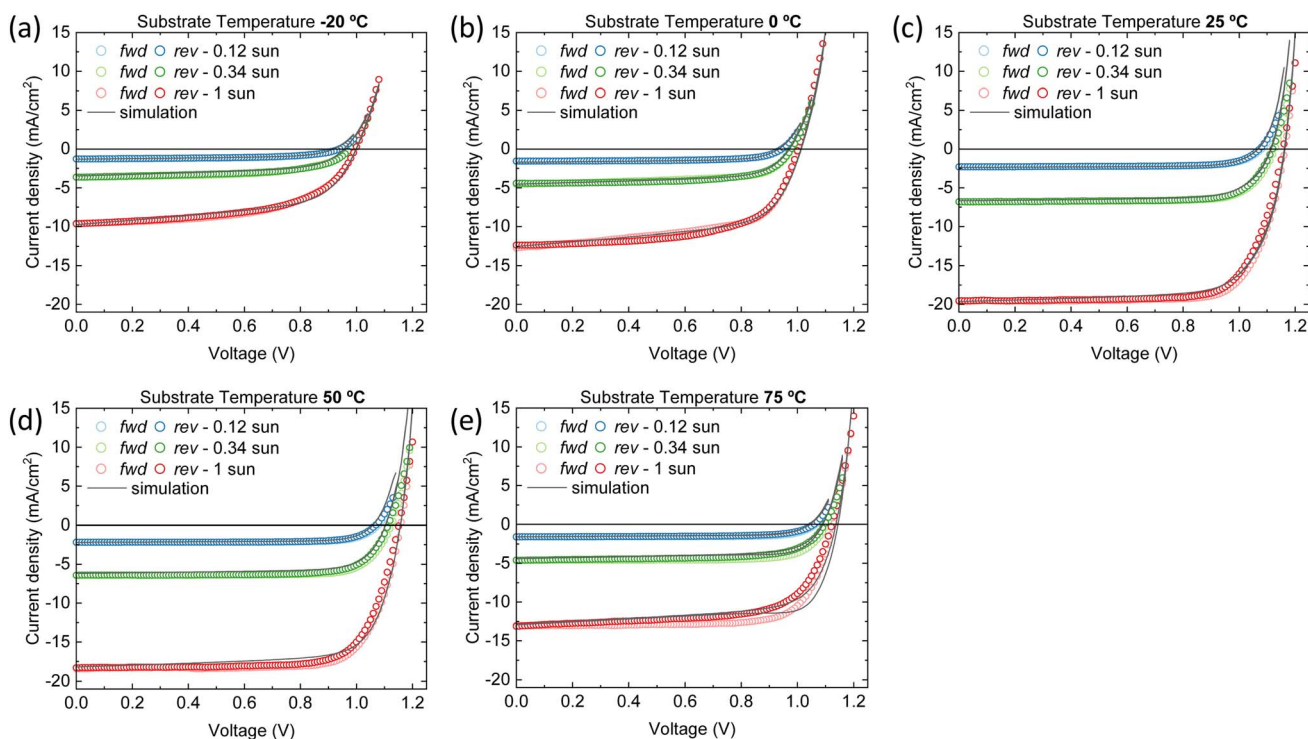 (a)
Substrate Temperature -20 ºC
15
10
5
0
-5
-10
-15
-20
Current density (mA/cm²)
fwd rev - 0.12 sun
fwd rev - 0.34 sun
fwd rev - 1 sun
simulation
0.0 0.2 0.4 0.6 0.8 1.0 1.2
Voltage (V)
(b)
Substrate Temperature 0 ºC
15
10
5
0
-5
-10
-15
-20
Current density (mA/cm²)
fwd rev - 0.12 sun
fwd rev - 0.34 sun
fwd rev - 1 sun
simulation
0.0 0.2 0.4 0.6 0.8 1.0 1.2
Voltage (V)
(c)
Substrate Temperature 25 ºC
15
10
5
0
-5
-10
-15
-20
Current density (mA/cm²)
fwd rev - 0.12 sun
fwd rev - 0.34 sun
fwd rev - 1 sun
simulation
0.0 0.2 0.4 0.6 0.8 1.0 1.2
Voltage (V)
(d)
Substrate Temperature 50 ºC
15
10
5
0
-5
-10
-15
-20
Current density (mA/cm²)
fwd rev - 0.12 sun
fwd rev - 0.34 sun
fwd rev - 1 sun
simulation
0.0 0.2 0.4 0.6 0.8 1.0 1.2
Voltage (V)
(e)
Substrate Temperature 75 ºC
15
10
5
0
-5
-10
-15
-20
Current density (mA/cm²)
fwd rev - 0.12 sun
fwd rev - 0.34 sun
fwd rev - 1 sun
simulation
0.0 0.2 0.4 0.6 0.8 1.0 1.2
Voltage (V)